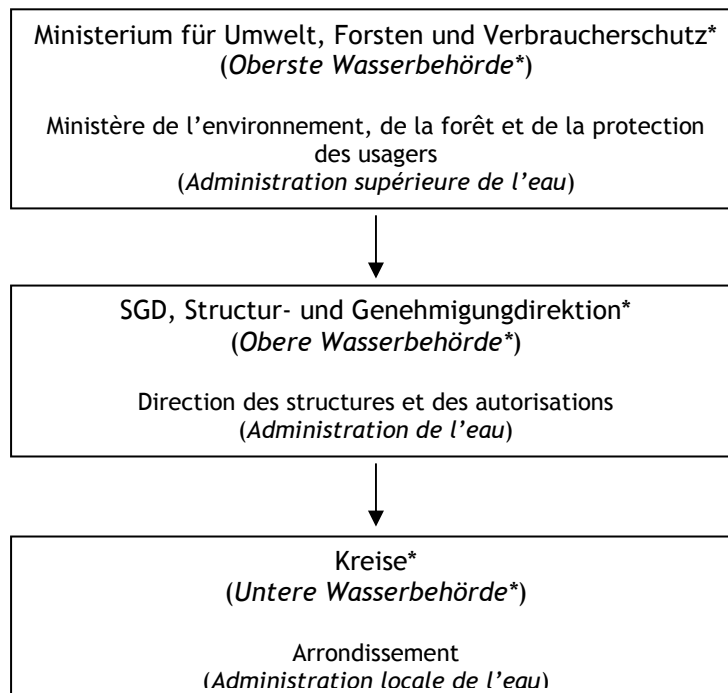 Ministerium für Umwelt, Forsten und Verbraucherschutz*
(Oberste Wasserbehörde*)
Ministère de l’environnement, de la forêt et de la protection
des usagers
(Administration supérieure de l’eau)
SGD, Structur- und Genehmigungdirektion*
(Obere Wasserbehörde*)
Direction des structures et des autorisations
(Administration de l’eau)
Kreise*
(Untere Wasserbehörde*)
Arrondissement
(Administration locale de l’eau)